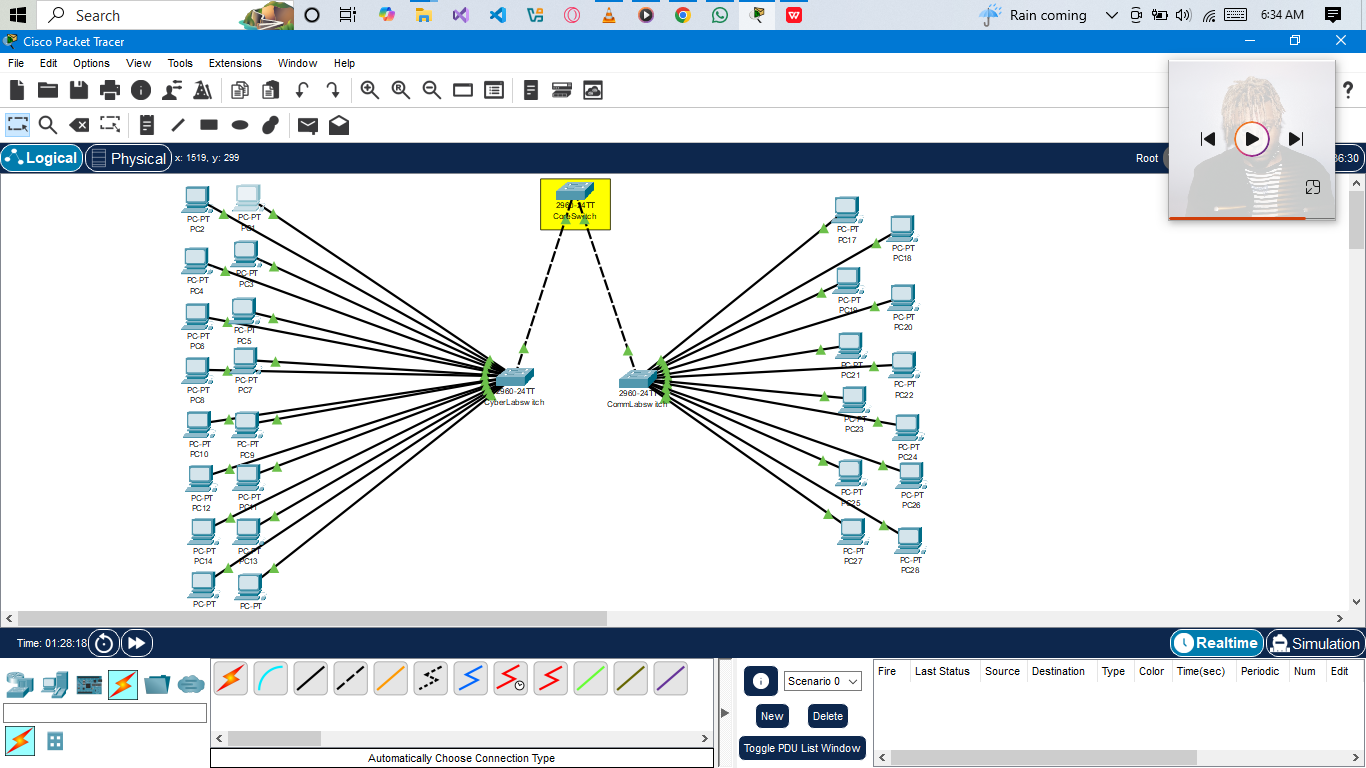 Search
Rain coming
6:34 AM
Cisco Packet Tracer
File Edit Options View Tools Extensions Window Help
?
Logical
Physical
x: 1519, y: 299
Root
36:30
PC-PT
PC2
PC-PT
PC1
PC-PT
PC4
PC-PT
PC3
PC-PT
PC6
PC-PT
PC5
PC-PT
PC8
PC-PT
PC7
PC-PT
PC10
PC-PT
PC9
PC-PT
PC12
PC-PT
PC11
PC-PT
PC14
PC-PT
PC13
PC-PT
PC-PT
2960-24TT
CoreSwitch
2960-24TT
CyberLabswitch
2960-24TT
CommLabswitch
PC-PT
PC17
PC-PT
PC18
PC-PT
PC19
PC-PT
PC20
PC-PT
PC21
PC-PT
PC22
PC-PT
PC23
PC-PT
PC24
PC-PT
PC25
PC-PT
PC26
PC-PT
PC27
PC-PT
PC28
Time: 01:28:18
Realtime
Simulation
Automatically Choose Connection Type
Scenario 0
New
Delete
Toggle PDU List Window
Fire Last Status Source Destination Type Color Time(sec) Periodic Num Edit